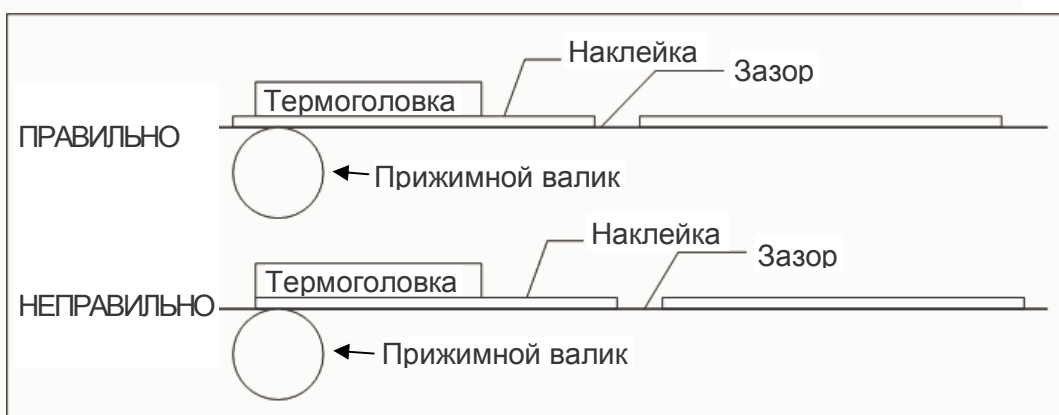 Наклейка
Зазор
Термоголовка
ПРАВИЛЬНО
Прижимной валик
Наклейка
Зазор
Термоголовка
НЕПРАВИЛЬНО
Прижимной валик